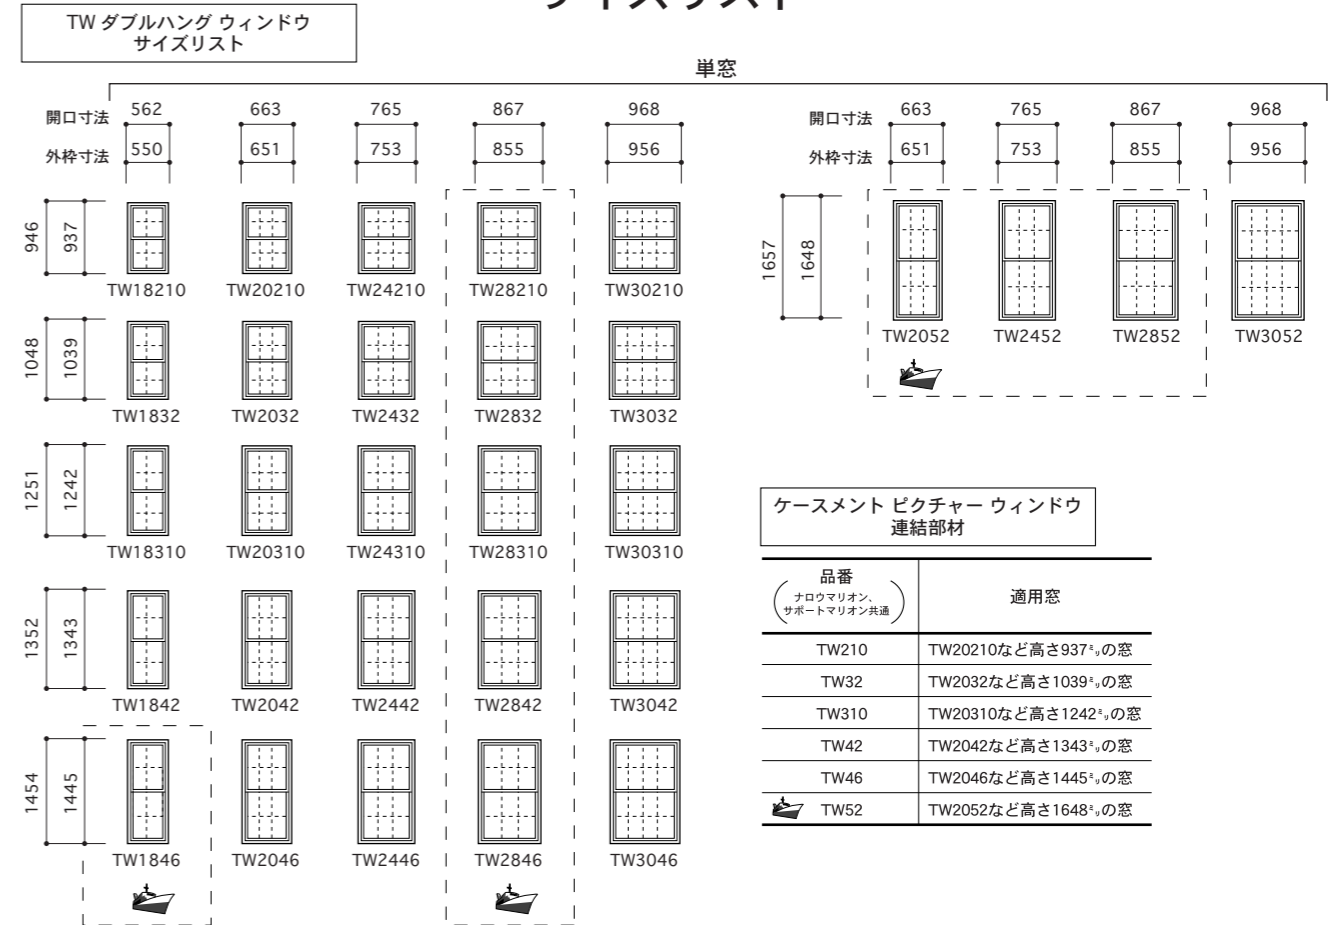 TW ダブルハング ウィンドウ
サイズリスト
単窓
開口寸法 562 663 765 867 968
外枠寸法 550 651 753 855 956
946 937
TW18210 TW20210 TW24210 TW28210 TW30210
1048 1039
TW1832 TW2032 TW2432 TW2832 TW3032
1251 1242
TW18310 TW20310 TW24310 TW28310 TW30310
1352 1343
TW1842 TW2042 TW2442 TW2842 TW3042
1454 1445
TW1846 TW2046 TW2446 TW2846 TW3046
開口寸法 663 765 867 968
外枠寸法 651 753 855 956
1657 1648
TW2052 TW2452 TW2852 TW3052
ケースメント ピクチャー ウィンドウ
連結部材
品番 適用窓
ナロウマリオン、
サポートマリオン共通
TW210 TW20210など高さ937ミリの窓
TW32 TW2032など高さ1039ミリの窓
TW310 TW20310など高さ1242ミリの窓
TW42 TW2042など高さ1343ミリの窓
TW46 TW2046など高さ1445ミリの窓
TW52 TW2052など高さ1648ミリの窓